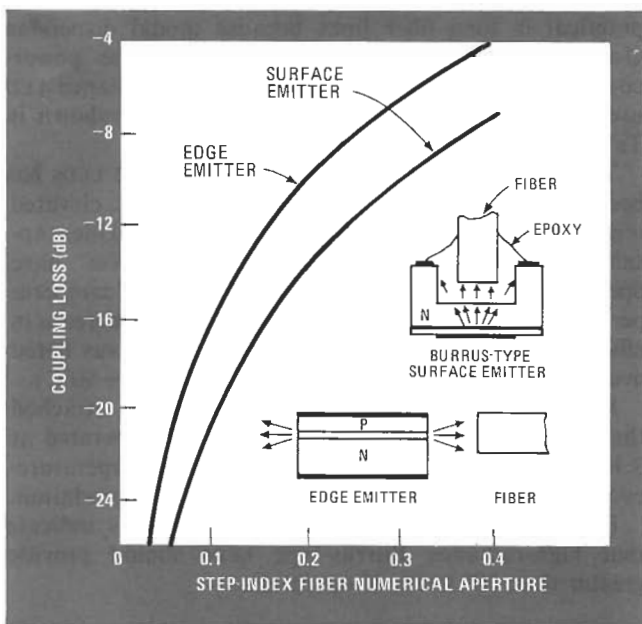 -4
-8
-12
-16
-20
-24
COUPLING LOSS (dB)
EDGE
EMITTER
SURFACE
EMITTER
FIBER
EPOXY
N
BURRUS-TYPE
SURFACE EMITTER
P
N
EDGE EMITTER
FIBER
0
0.1
0.2
0.3
0.4
STEP-INDEX FIBER NUMERICAL APERTURE